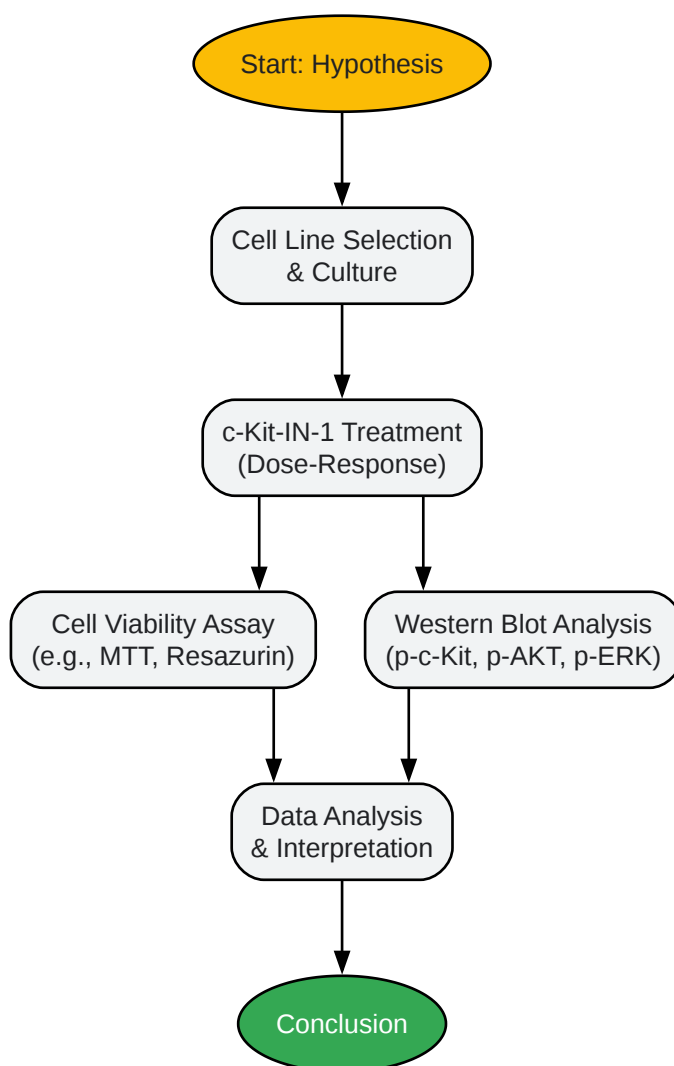 Start: Hypothesis
Cell Line Selection
& Culture
c-Kit-IN-1 Treatment
(Dose-Response)
Cell Viability Assay
(e.g., MTT, Resazurin)
Western Blot Analysis
(p-c-Kit, p-AKT, p-ERK)
Data Analysis
& Interpretation
Conclusion